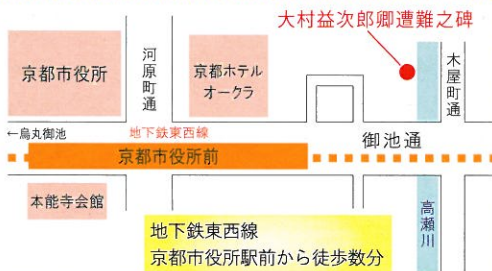 大村益次郎卿遭難之碑
京都市役所
河原町通
京都ホテル
オークラ
木屋町通
←烏丸御池
地下鉄東西線
御池通
京都市役所前
本能寺会館
高瀬川
地下鉄東西線
京都市役所駅前から徒歩数分